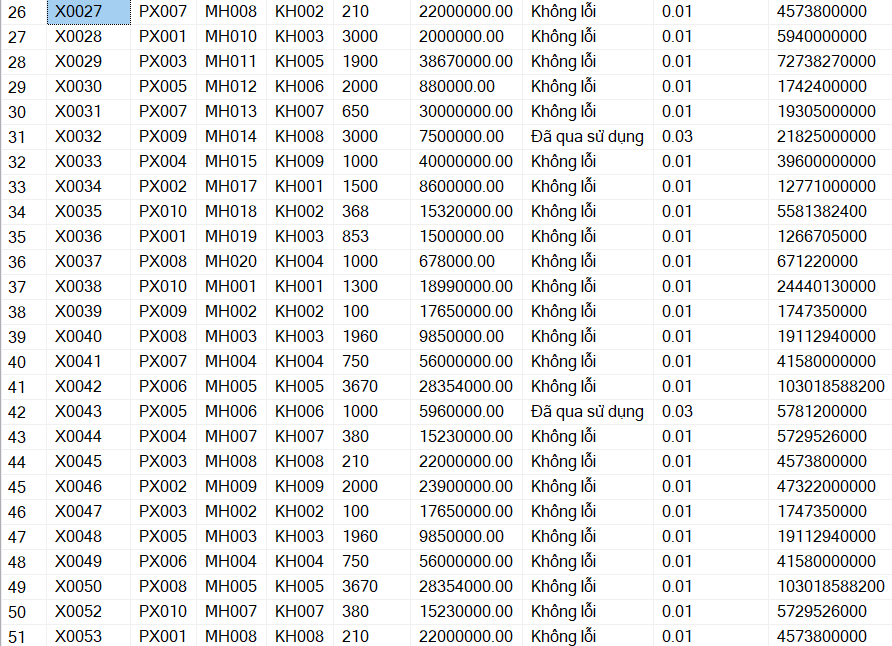 26 X0027 PX007 MH008 KH002 210 22000000.00 Không lỗi 0.01 4573800000
27 X0028 PX001 MH010 KH003 3000 2000000.00 Không lỗi 0.01 5940000000
28 X0029 PX003 MH011 KH005 1900 38670000.00 Không lỗi 0.01 72738270000
29 X0030 PX005 MH012 KH006 2000 880000.00 Không lỗi 0.01 1742400000
30 X0031 PX007 MH013 KH007 650 30000000.00 Không lỗi 0.01 19305000000
31 X0032 PX009 MH014 KH008 3000 7500000.00 Đã qua sử dụng 0.03 21825000000
32 X0033 PX004 MH015 KH009 1000 40000000.00 Không lỗi 0.01 39600000000
33 X0034 PX002 MH017 KH001 1500 8600000.00 Không lỗi 0.01 12771000000
34 X0035 PX010 MH018 KH002 368 15320000.00 Không lỗi 0.01 5581382400
35 X0036 PX001 MH019 KH003 853 1500000.00 Không lỗi 0.01 1266705000
36 X0037 PX008 MH020 KH004 1000 678000.00 Không lỗi 0.01 671220000
37 X0038 PX010 MH001 KH001 1300 18990000.00 Không lỗi 0.01 24440130000
38 X0039 PX009 MH002 KH002 100 17650000.00 Không lỗi 0.01 1747350000
39 X0040 PX008 MH003 KH003 1960 9850000.00 Không lỗi 0.01 19112940000
40 X0041 PX007 MH004 KH004 750 56000000.00 Không lỗi 0.01 41580000000
41 X0042 PX006 MH005 KH005 3670 28354000.00 Không lỗi 0.01 103018588200
42 X0043 PX005 MH006 KH006 1000 5960000.00 Đã qua sử dụng 0.03 5781200000
43 X0044 PX004 MH007 KH007 380 15230000.00 Không lỗi 0.01 5729526000
44 X0045 PX003 MH008 KH008 210 22000000.00 Không lỗi 0.01 4573800000
45 X0046 PX002 MH009 KH009 2000 23900000.00 Không lỗi 0.01 47322000000
46 X0047 PX003 MH002 KH002 100 17650000.00 Không lỗi 0.01 1747350000
47 X0048 PX005 MH003 KH003 1960 9850000.00 Không lỗi 0.01 19112940000
48 X0049 PX006 MH004 KH004 750 56000000.00 Không lỗi 0.01 41580000000
49 X0050 PX008 MH005 KH005 3670 28354000.00 Không lỗi 0.01 103018588200
50 X0052 PX010 MH007 KH007 380 15230000.00 Không lỗi 0.01 5729526000
51 X0053 PX001 MH008 KH008 210 22000000.00 Không lỗi 0.01 4573800000